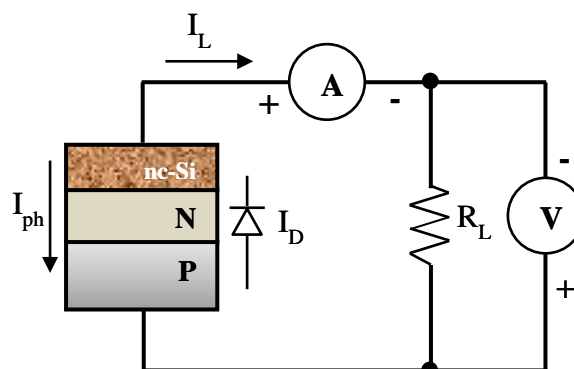 I_L
A
+
-
nc-Si
-
I_ph
N
I_D
R_L
V
P
+